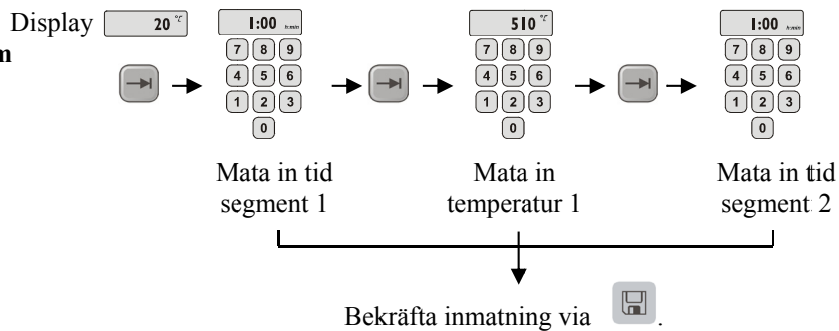 Display 20 °C
m
1:00 h:min
510 °C
1:00 h:min
7 8 9
4 5 6
1 2 3
0
7 8 9
4 5 6
1 2 3
0
7 8 9
4 5 6
1 2 3
0
Mata in tid
segment 1
Mata in
temperatur 1
Mata in tid
segment 2
Bekräfta inmatning via .